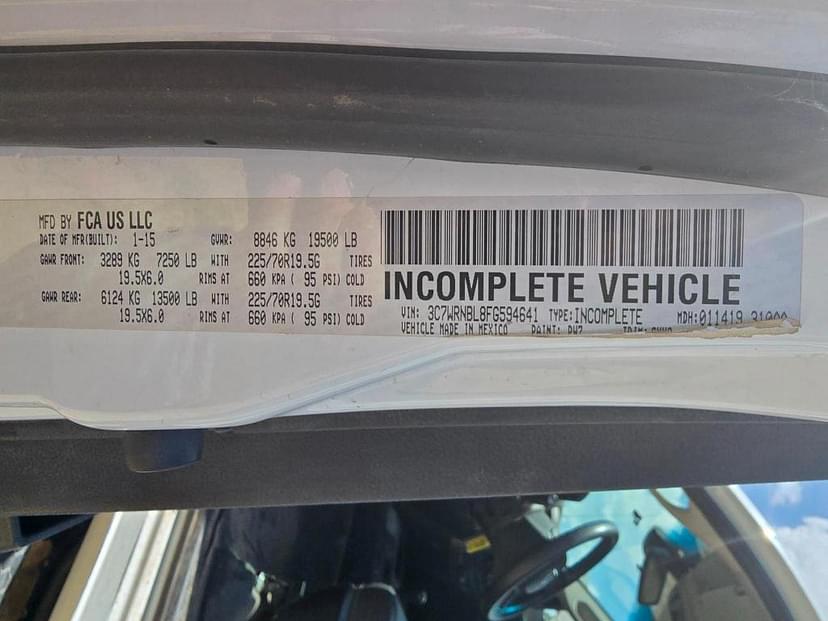 MFD BY FCA US LLC
DATE OF MFR(BUILT): 1-15 GVWR: 8846 KG 19500 LB
GAWR FRONT: 3289 KG 7250 LB WITH 225/70R19.5G TIRES
19.5X6.0 RIMS AT 660 KPA ( 95 PSI) COLD
GAWR REAR: 6124 KG 13500 LB WITH 225/70R19.5G TIRES
19.5X6.0 RIMS AT 660 KPA ( 95 PSI) COLD
INCOMPLETE VEHICLE
VIN: 3C7WRNBL8FG594641 TYPE: INCOMPLETE MDH: 011419
VEHICLE MADE IN MEXICO PAINT: PW7